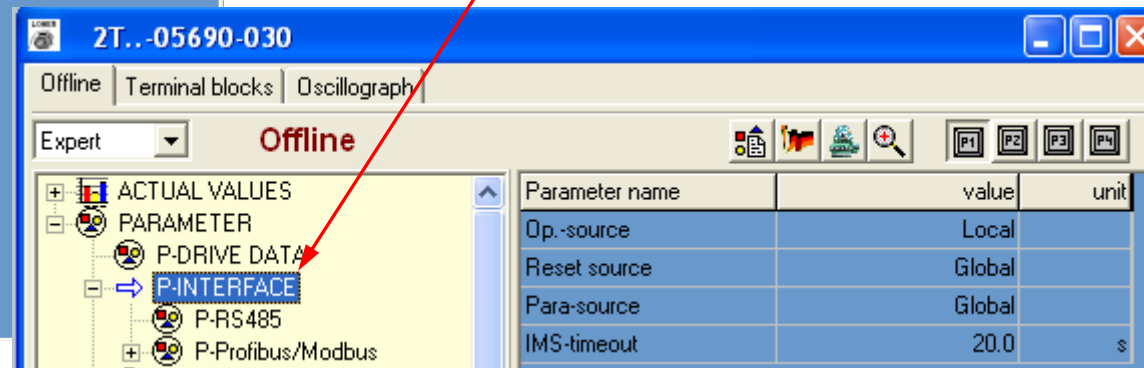 LOHER
2T..-05690-030
Offline Terminal blocks Oscillograph
Expert Offline P1 P2 P3 P4
ACTUAL VALUES
PARAMETER
P-DRIVE DATA
P-INTERFACE
P-RS485
P-Profibus/Modbus
Parameter name value unit
Op.-source Local
Reset source Global
Para-source Global
IMS-timeout 20.0 s